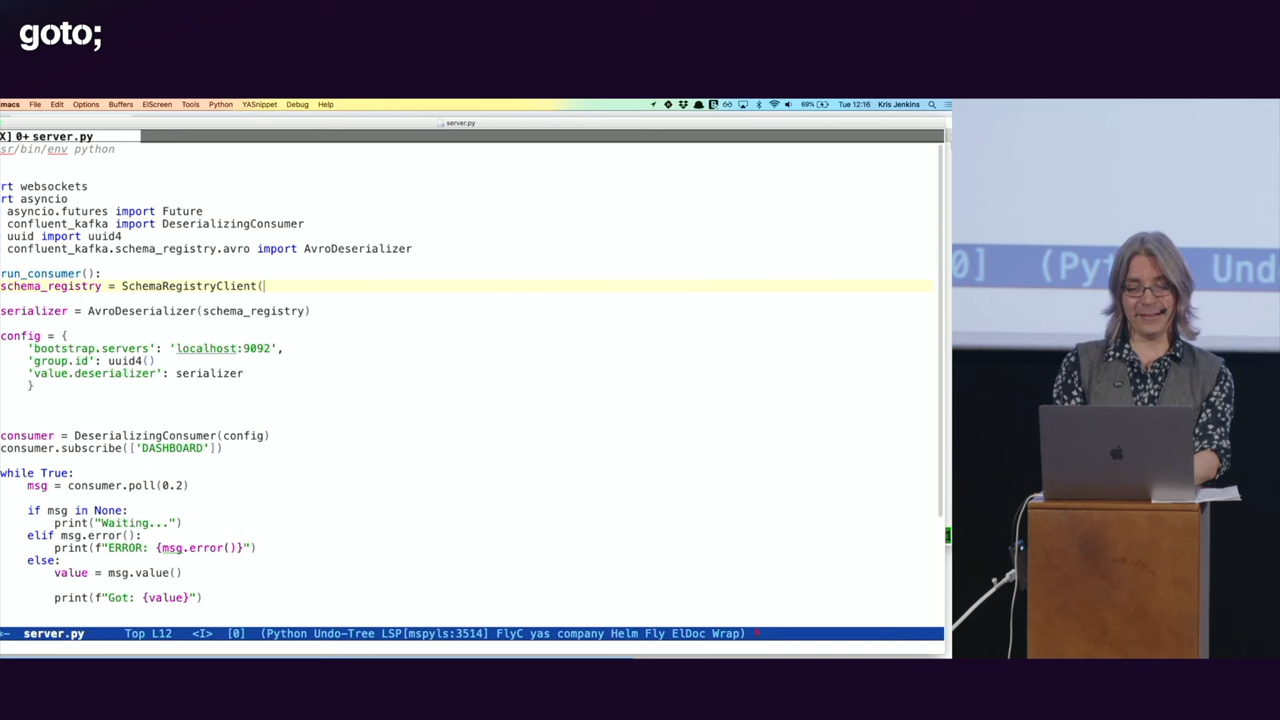 goto;
macs File Edit Options Buffers ElScreen Tools Python YASnippet Debug Help
69% Tue 12:16 Kris Jenkins
server.py
X] 0+ server.py
sr/bin/env python
rt websockets
rt asyncio
asyncio.futures import Future
confluent_kafka import DeserializingConsumer
uuid import uuid4
confluent_kafka.schema_registry.avro import AvroDeserializer
run_consumer():
schema_registry = SchemaRegistryClient(
serializer = AvroDeserializer(schema_registry)
config = {
'bootstrap.servers': 'localhost:9092',
'group.id': uuid4()
'value.deserializer': serializer
}
consumer = DeserializingConsumer(config)
consumer.subscribe(['DASHBOARD'])
while True:
msg = consumer.poll(0.2)
if msg in None:
print("Waiting...")
elif msg.error():
print(f"ERROR: {msg.error()}")
else:
value = msg.value()
print(f"Got: {value}")
server.py Top L12 <I> [0] (Python Undo-Tree LSP[mspyls:3514] FlyC yas company Helm Fly ElDoc Wrap)
0] (Pyt Und